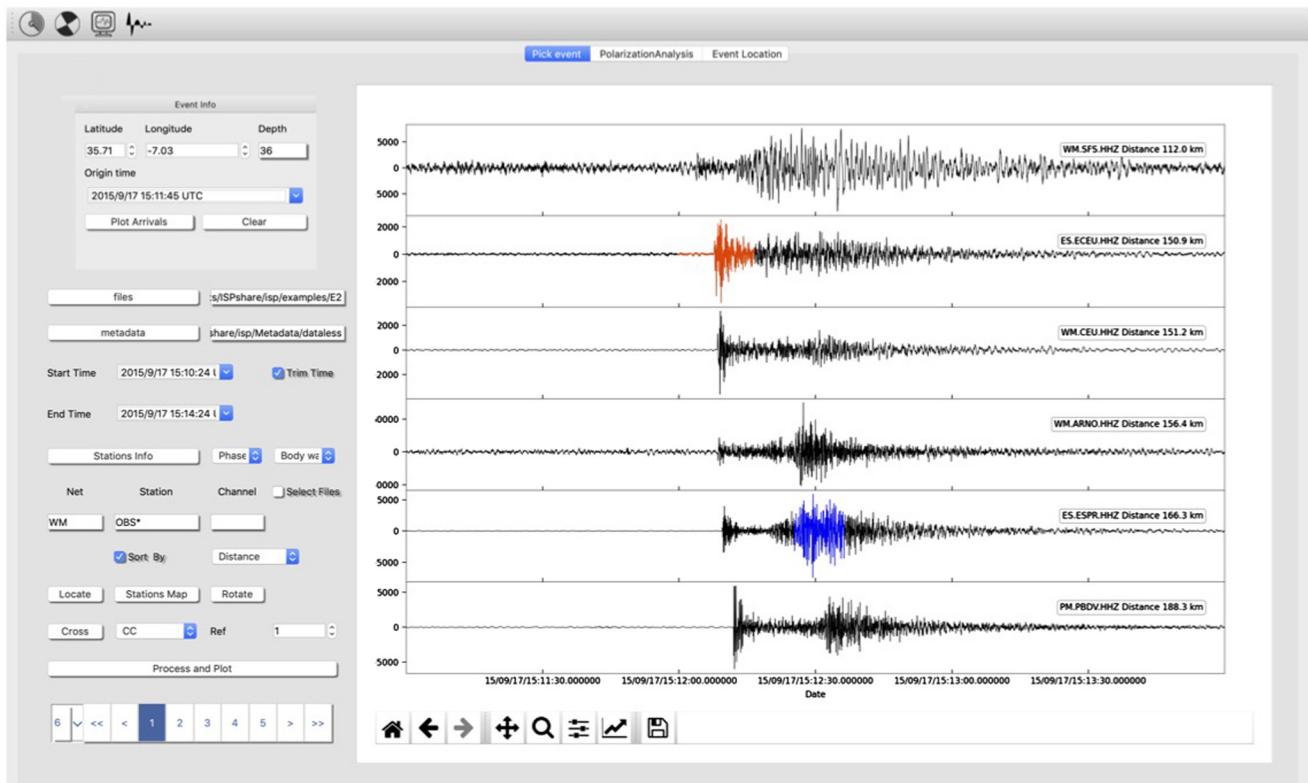 Pick event PolarizationAnalysis Event Location
Event Info
Latitude Longitude Depth
35.71 -7.03 36
Origin time
2015/9/17 15:11:45 UTC
Plot Arrivals Clear
files :s/ISPshare/isp/examples/E2
metadata share/isp/Metadata/dataless
Start Time 2015/9/17 15:10:24 U Trim Time
End Time 2015/9/17 15:14:24 U
Stations Info Phase Body wa
Net Station Channel Select Files
WM OBS*
Sort By Distance
Locate Stations Map Rotate
Cross CC Ref 1
Process and Plot
6 << < 1 2 3 4 5 > >>
5000
WM.SFS.HHZ Distance 112.0 km
0
5000
2000
ES.ECEU.HHZ Distance 150.9 km
0
2000
2000
WM.CEU.HHZ Distance 151.2 km
0
2000
0000
WM.ARNO.HHZ Distance 156.4 km
0
0000
5000
ES.ESPR.HHZ Distance 166.3 km
0
5000
5000
PM.PBDV.HHZ Distance 188.3 km
0
5000
15/09/17/15:11:30.000000 15/09/17/15:12:00.000000 15/09/17/15:12:30.000000 15/09/17/15:13:00.000000 15/09/17/15:13:30.000000
Date